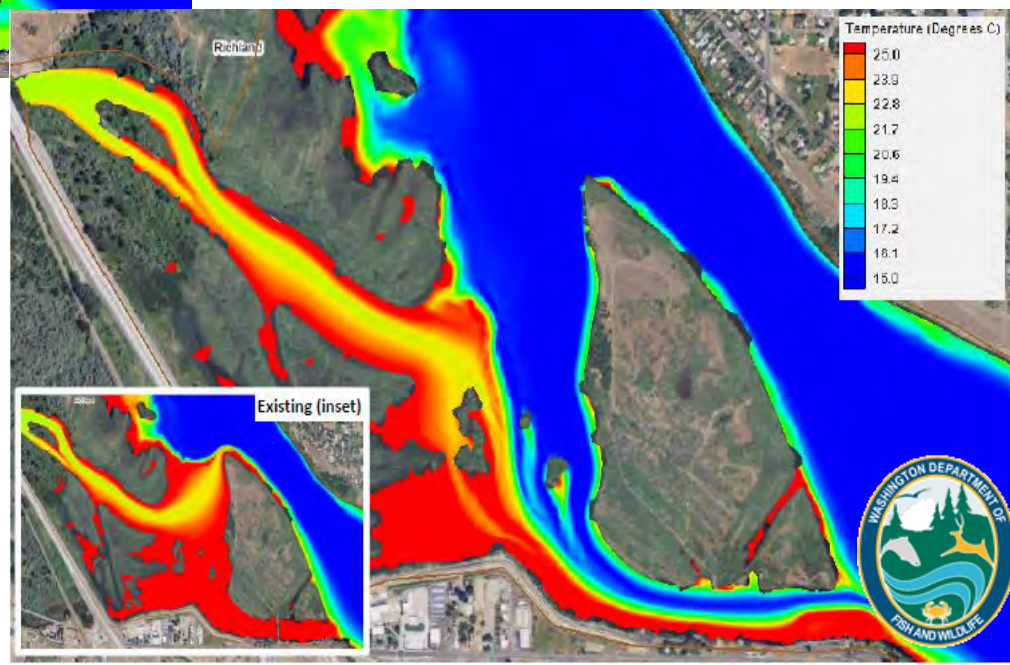 Richland
Temperature (Degrees C)
25.0
23.9
22.8
21.7
20.6
19.4
18.3
17.2
16.1
15.0
Existing (inset)
WASHINGTON DEPARTMENT OF
FISH AND WILDLIFE